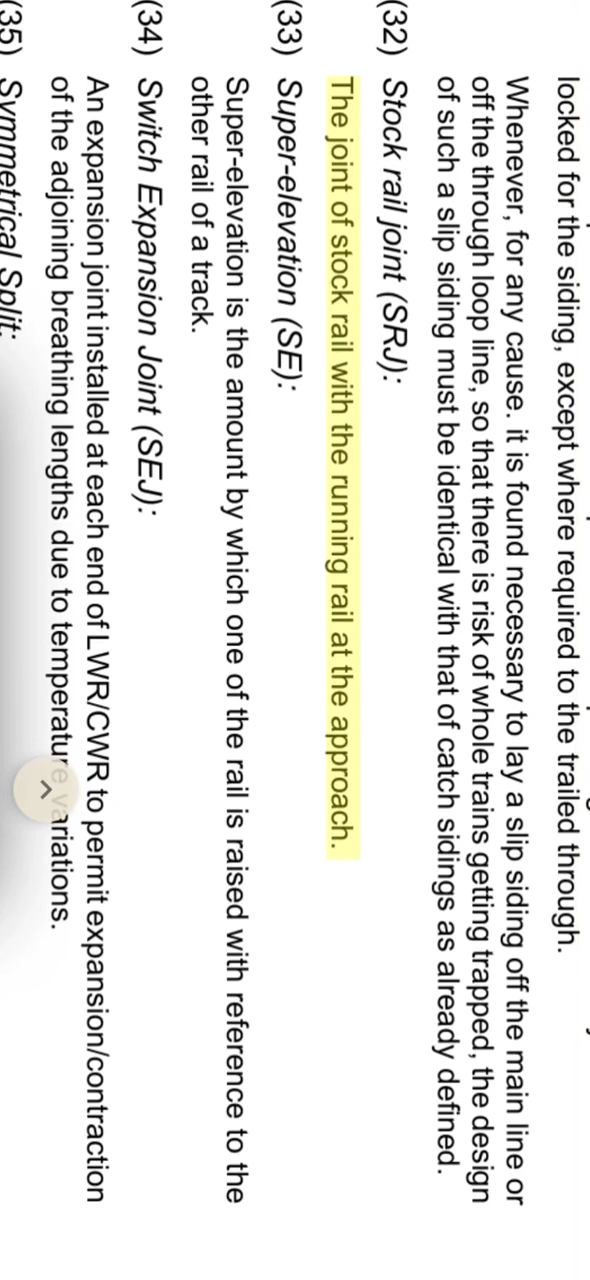 locked for the siding, except where required to the trailed through.
Whenever, for any cause. it is found necessary to lay a slip siding off the main line or
off the through loop line, so that there is risk of whole trains getting trapped, the design
of such a slip siding must be identical with that of catch sidings as already defined.
(32) Stock rail joint (SRJ):
The joint of stock rail with the running rail at the approach.
(33) Super-elevation (SE):
Super-elevation is the amount by which one of the rail is raised with reference to the
other rail of a track.
(34) Switch Expansion Joint (SEJ):
An expansion joint installed at each end of LWR/CWR to permit expansion/contraction
of the adjoining breathing lengths due to temperature variations.
(35) Symmetrical Split: